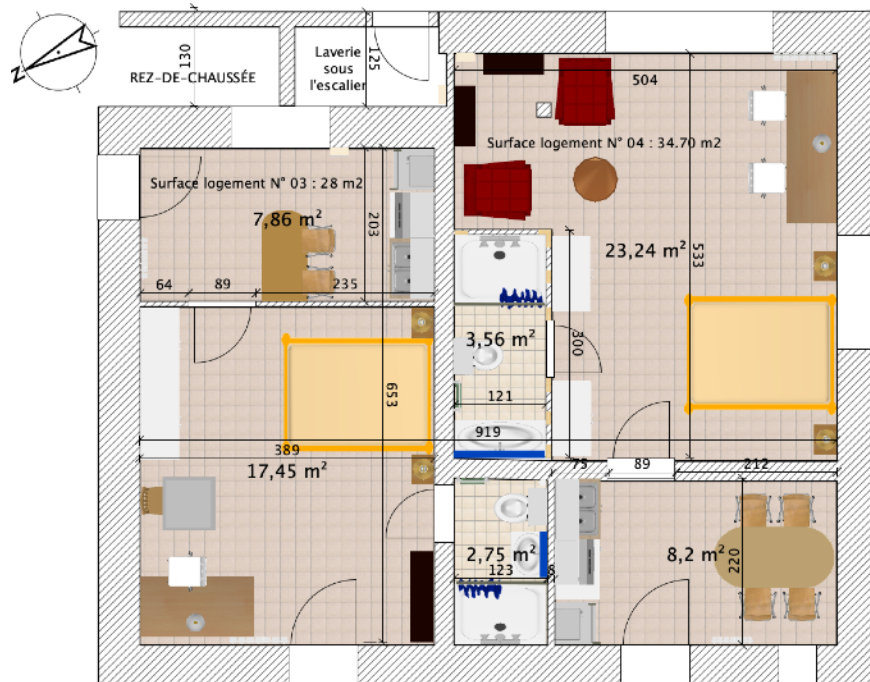 N
130
REZ-DE-CHAUSSÉE
Laverie
sous
l'escalier
125
504
Surface logement N° 04 : 34.70 m2
Surface logement N° 03 : 28 m2
7,86 m²
203
23,24 m²
533
64
89
235
3,56 m²
300
121
653
919
389
17,45 m²
75
89
212
2,75 m²
123
8
8,2 m²
220